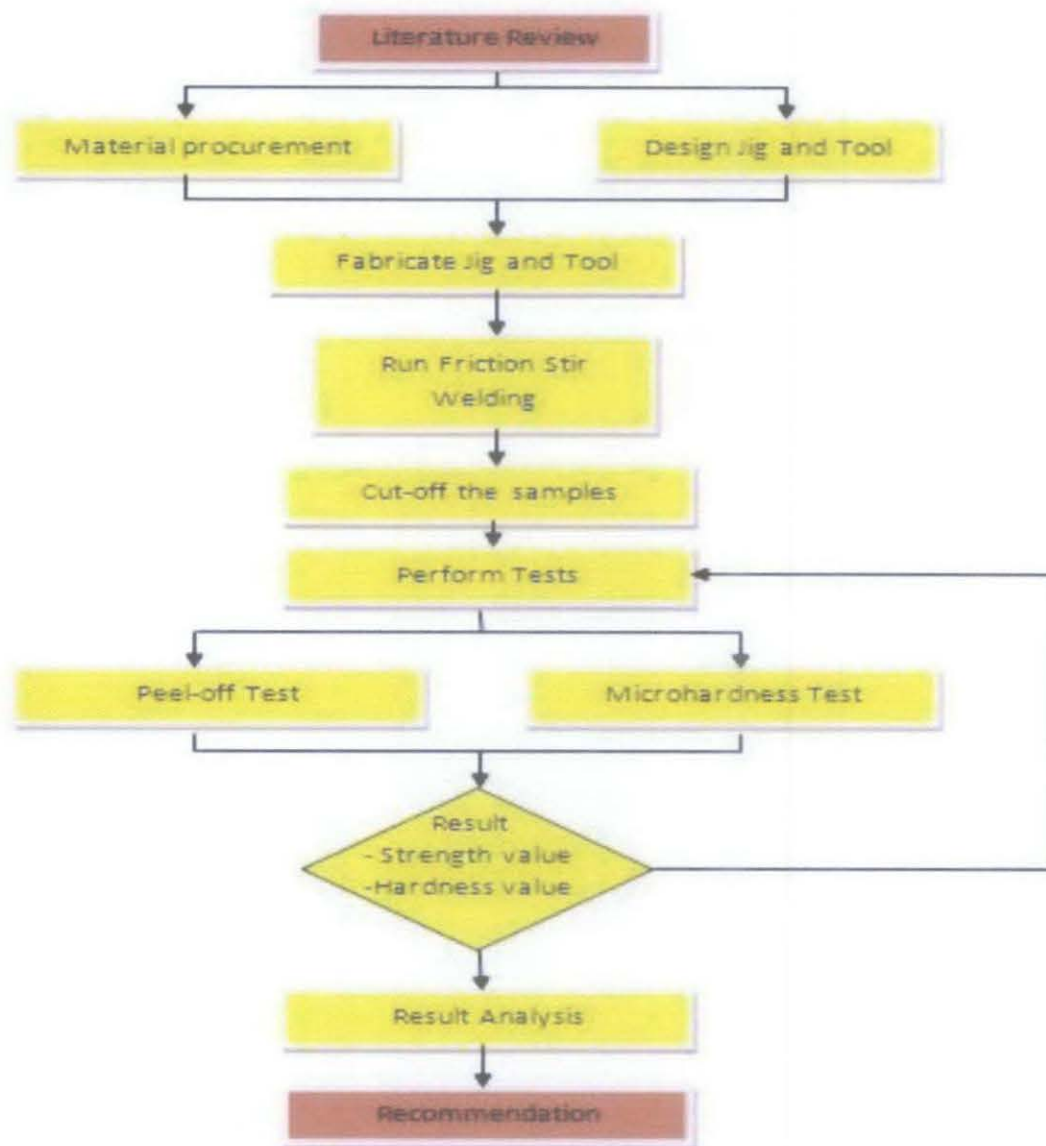 Literature Review
Material procurement
Design Jig and Tool
Fabricate Jig and Tool
Run Friction Stir
Welding
Cut-off the samples
Perform Tests
Peel-off Test
Microhardness Test
Result
- Strength value
-Hardness value
Result Analysis
Recommendation